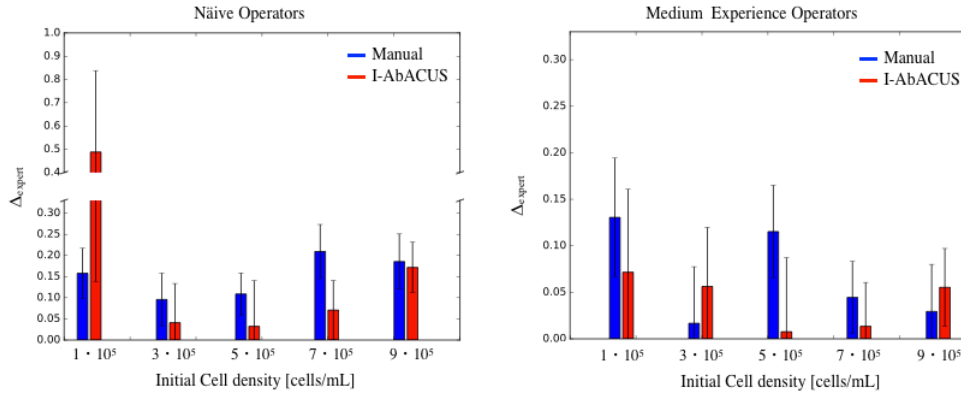 Näive Operators
Manual
I-AbACUS
1.0
0.9
0.8
0.7
0.6
0.5
0.4
0.30
0.25
0.20
0.15
0.10
0.05
0.00
Δexpert
1 · 10⁵ 3 · 10⁵ 5 · 10⁵ 7 · 10⁵ 9 · 10⁵
Initial Cell density [cells/mL]
Medium Experience Operators
Manual
I-AbACUS
0.30
0.25
0.20
0.15
0.10
0.05
0.00
Δexpert
1 · 10⁵ 3 · 10⁵ 5 · 10⁵ 7 · 10⁵ 9 · 10⁵
Initial Cell density [cells/mL]